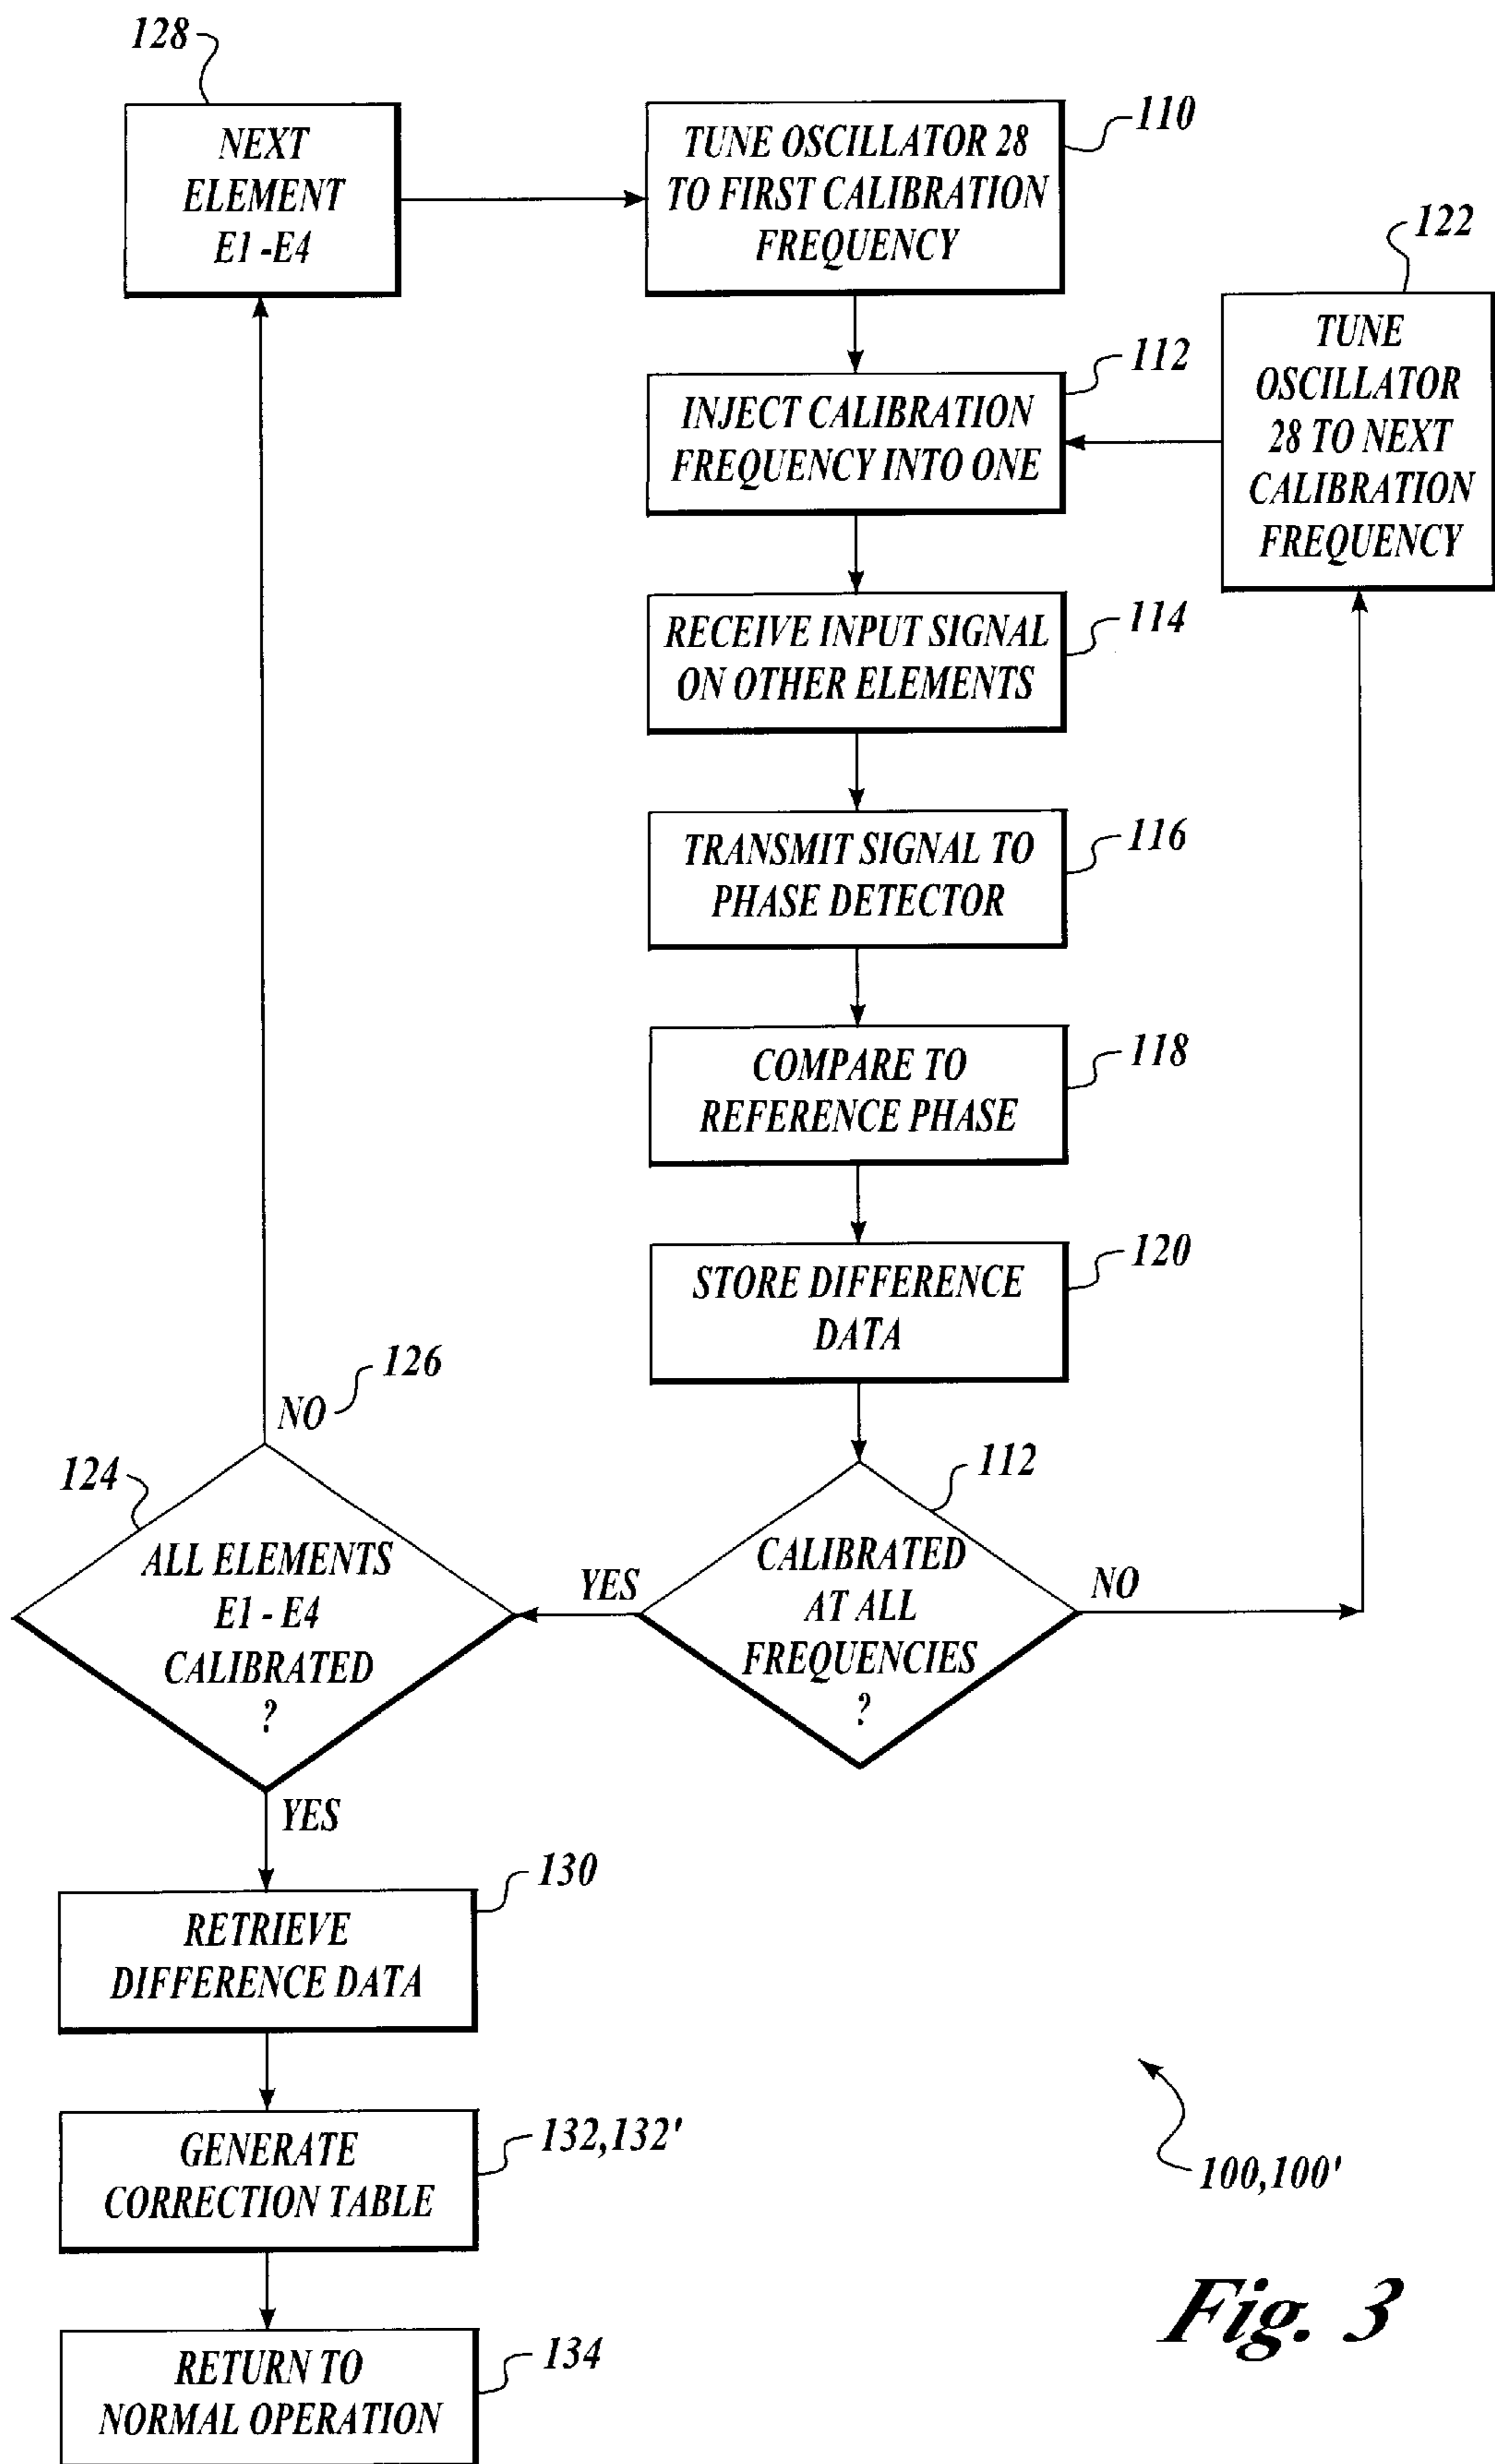 128
NEXT
ELEMENT
E1 - E4
TUNE OSCILLATOR 28
TO FIRST CALIBRATION
FREQUENCY
110
122
TUNE
OSCILLATOR
28 TO NEXT
CALIBRATION
FREQUENCY
INJECT CALIBRATION
FREQUENCY INTO ONE
112
RECEIVE INPUT SIGNAL
ON OTHER ELEMENTS
114
TRANSMIT SIGNAL TO
PHASE DETECTOR
116
COMPARE TO
REFERENCE PHASE
118
STORE DIFFERENCE
DATA
120
126
NO
124
ALL ELEMENTS
E1 - E4
CALIBRATED
?
YES
112
CALIBRATED
AT ALL
FREQUENCIES
?
NO
YES
130
RETRIEVE
DIFFERENCE DATA
GENERATE
CORRECTION TABLE
132,132'
RETURN TO
NORMAL OPERATION
134
100,100'
Fig. 3